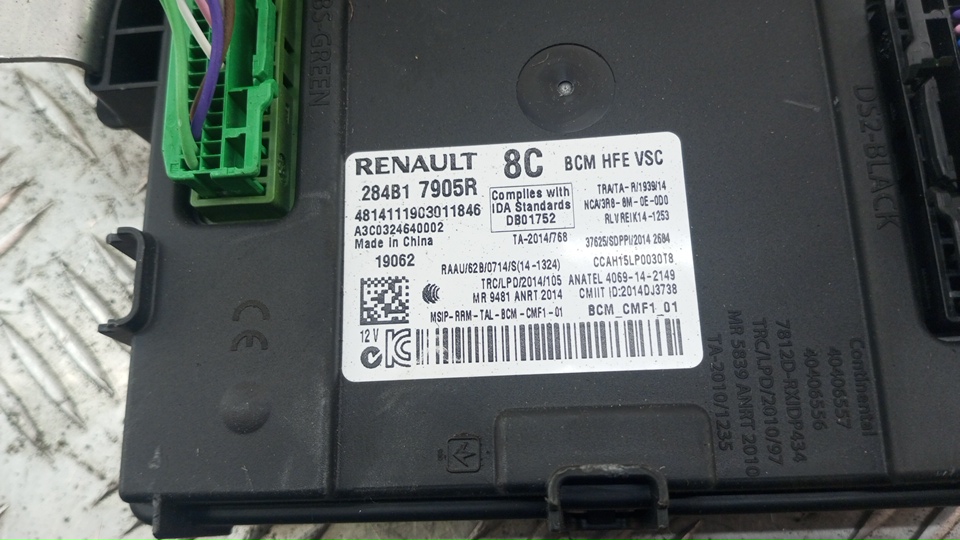 BS-GREEN
DS2-BLACK
RENAULT 8C BCM HFE VSC
284B1 7905R
4814111903011846
A3C0324640002
Made in China
19062
Complies with
IDA Standards
DB01752
TA-2014/768
TRA/TA-R/1939/14
NCA/3R8-8M-0E-0D0
RLVREIK14-1253
37625/SDPPI/2014 2684
RAAU/62B/0714/S(14-1324)
CCAH15LP0030T8
TRC/LPD/2014/105
ANATEL 4069-14-2149
MR 9481 ANRT 2014
CMIIT ID:2014DJ3738
MSIP-RRM-TAL-BCM-CMF1-01
BCM_CMF1_01
12V
CE
Continental
40406557
40406556
7812D-RXIDP434
TRC/LPD/2010/97
MR 5839 ANRT 2010
TA-2010/1235